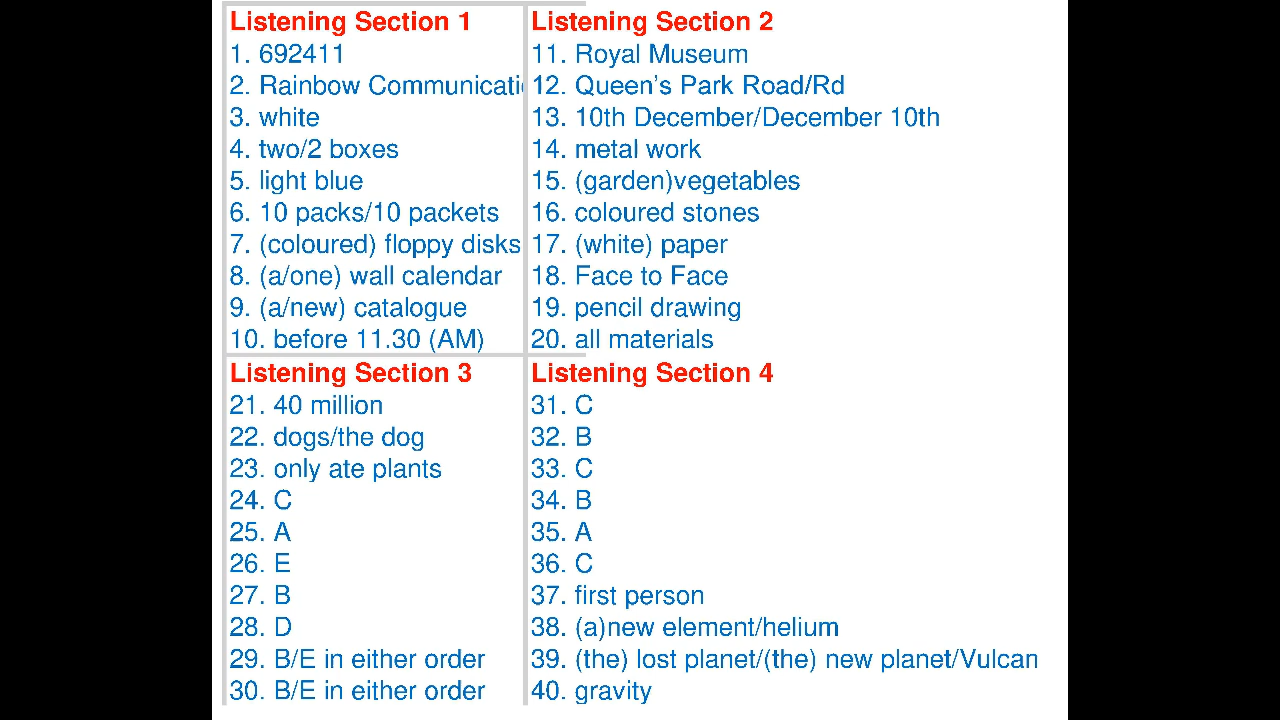 Listening Section 1
1. 692411
2. Rainbow Communicati
3. white
4. two/2 boxes
5. light blue
6. 10 packs/10 packets
7. (coloured) floppy disks
8. (a/one) wall calendar
9. (a/new) catalogue
10. before 11.30 (AM)
Listening Section 2
11. Royal Museum
12. Queen’s Park Road/Rd
13. 10th December/December 10th
14. metal work
15. (garden)vegetables
16. coloured stones
17. (white) paper
18. Face to Face
19. pencil drawing
20. all materials
Listening Section 3
21. 40 million
22. dogs/the dog
23. only ate plants
24. C
25. A
26. E
27. B
28. D
29. B/E in either order
30. B/E in either order
Listening Section 4
31. C
32. B
33. C
34. B
35. A
36. C
37. first person
38. (a)new element/helium
39. (the) lost planet/(the) new planet/Vulcan
40. gravity